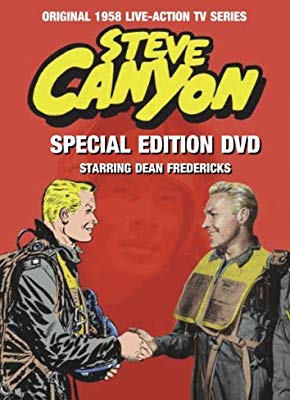 ORIGINAL 1958 LIVE-ACTION TV SERIES
STEVE
CANYON
SPECIAL EDITION DVD
STARRING DEAN FREDERICKS